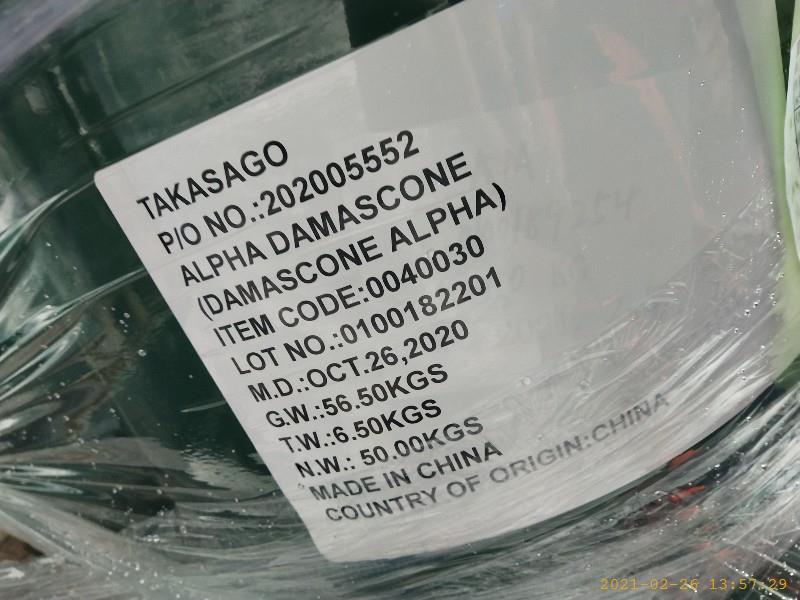 TAKASAGO
P/O NO.:202005552
ALPHA DAMASCONE
(DAMASCONE ALPHA)
ITEM CODE:0040030
LOT NO.:0100182201
M.D.:OCT.26,2020
G.W.:56.50KGS
T.W.:6.50KGS
N.W.: 50.00KGS
MADE IN CHINA
COUNTRY OF ORIGIN:CHINA
2021-02-26 13:57:29